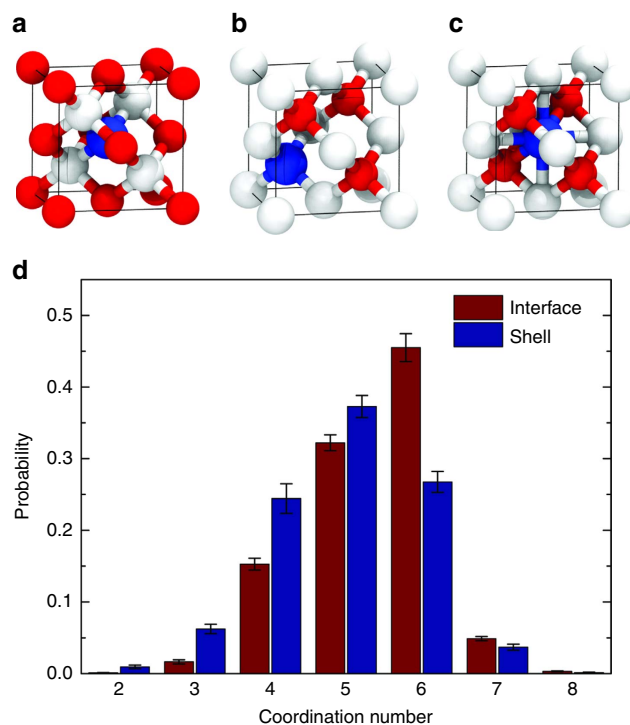 a
b
c
d
0.5
0.4
0.3
0.2
0.1
0.0
Probability
Interface
Shell
2 3 4 5 6 7 8
Coordination number